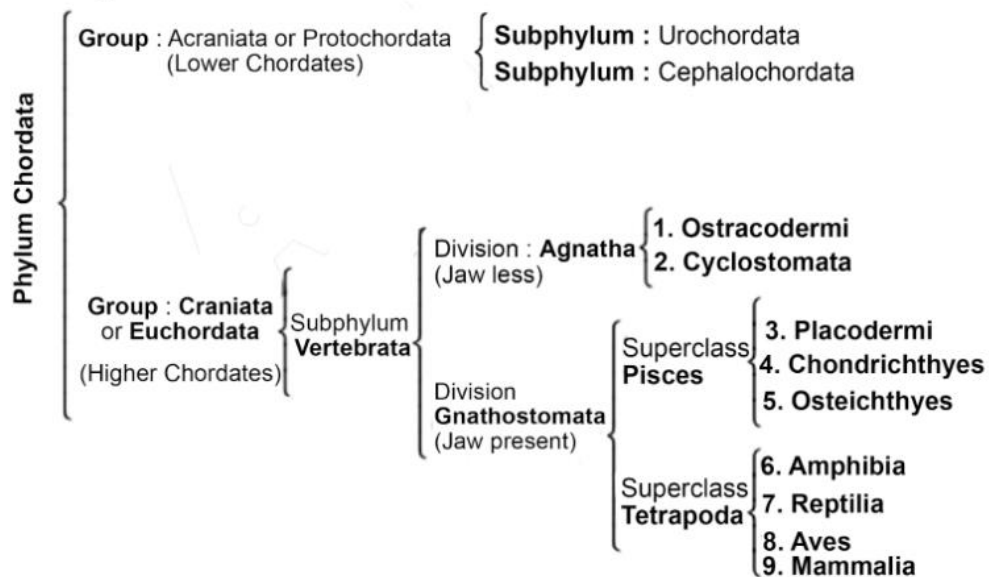 Phylum Chordata
Group : Acraniata or Protochordata
(Lower Chordates)
Subphylum : Urochordata
Subphylum : Cephalochordata
Group : Craniata
or Euchordata
(Higher Chordates)
Subphylum
Vertebrata
Division : Agnatha
(Jaw less)
1. Ostracodermi
2. Cyclostomata
Division
Gnathostomata
(Jaw present)
Superclass
Pisces
3. Placodermi
4. Chondrichthyes
5. Osteichthyes
Superclass
Tetrapoda
6. Amphibia
7. Reptilia
8. Aves
9. Mammalia